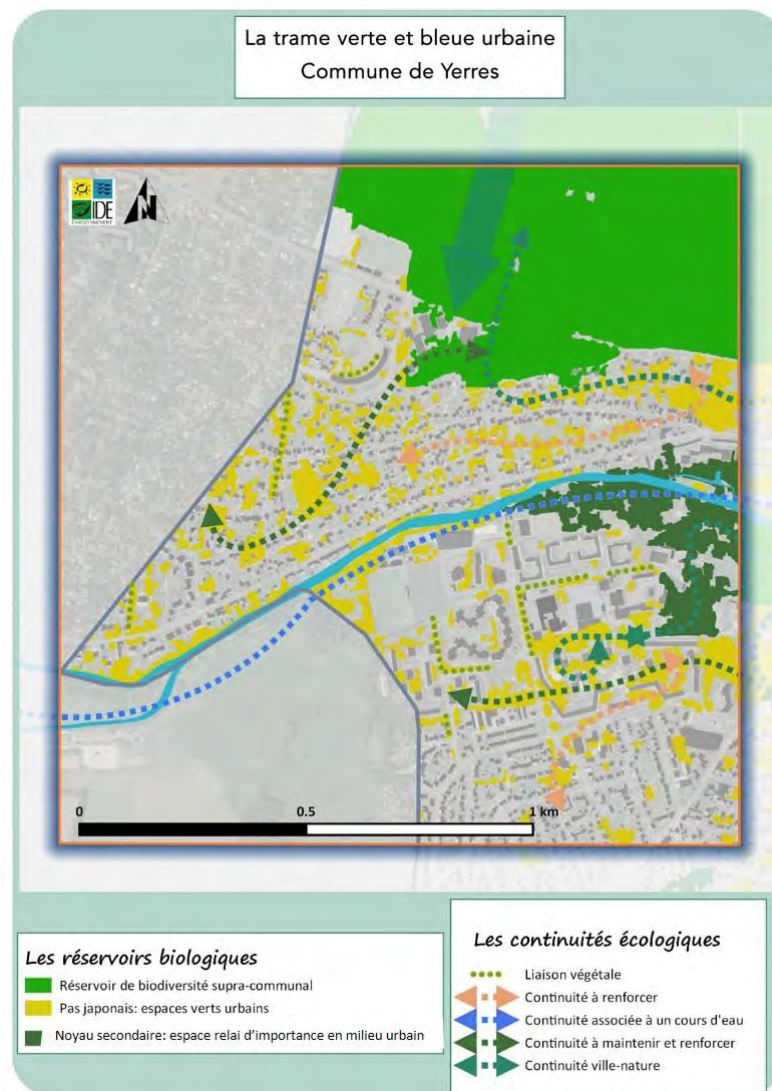 La trame verte et bleue urbaine
Commune de Yerres
IDE
ENVIRONNEMENT
N
0
0.5
1 km
Les réservoirs biologiques
Réservoir de biodiversité supra-communal
Pas japonais: espaces verts urbains
Noyau secondaire: espace relai d'importance en milieu urbain
Les continuités écologiques
Liaison végétale
Continuité à renforcer
Continuité associée à un cours d'eau
Continuité à maintenir et renforcer
Continuité ville-nature